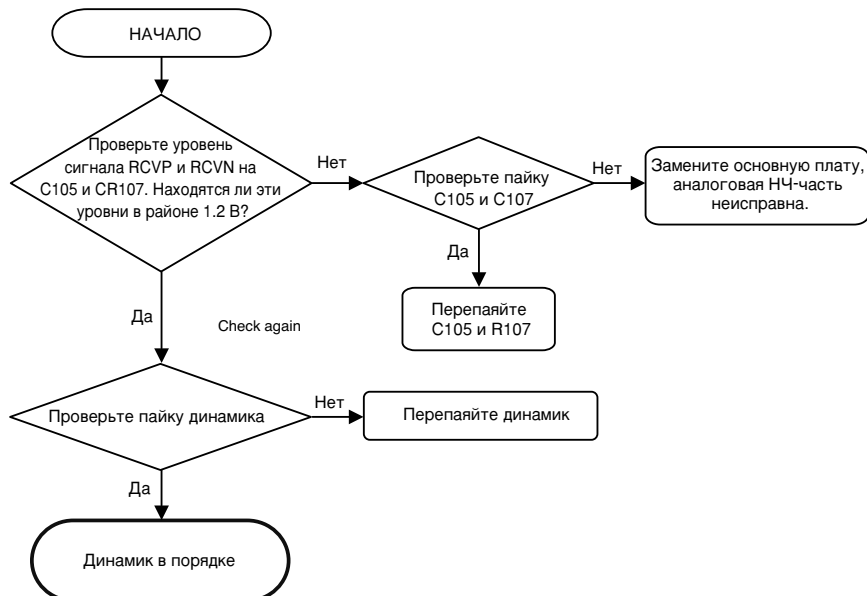 НАЧАЛО
Проверьте уровень
сигнала RCVP и RCVN на
C105 и CR107. Находятся ли эти
уровни в районе 1.2 В?
Нет
Проверьте пайку
C105 и C107
Нет
Замените основную плату,
аналоговая НЧ-часть
неисправна.
Да
Перепаяйте
C105 и R107
Да
Check again
Проверьте пайку динамика
Нет
Перепаяйте динамик
Да
Динамик в порядке